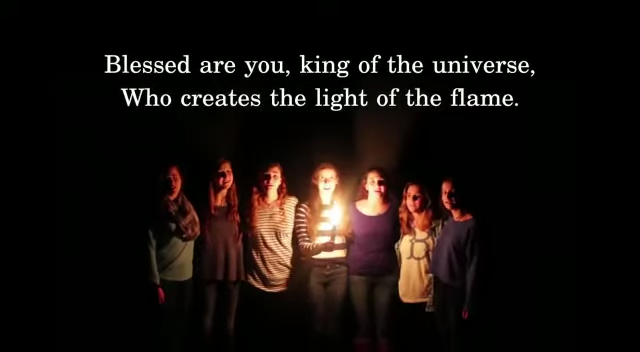 Blessed are you, king of the universe,
Who creates the light of the flame.